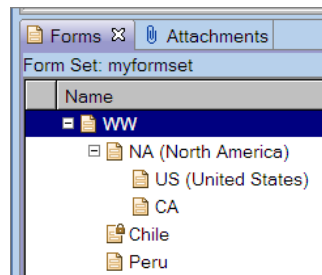 Forms Attachments
Form Set: myformset
Name
WW
NA (North America)
US (United States)
CA
Chile
Peru